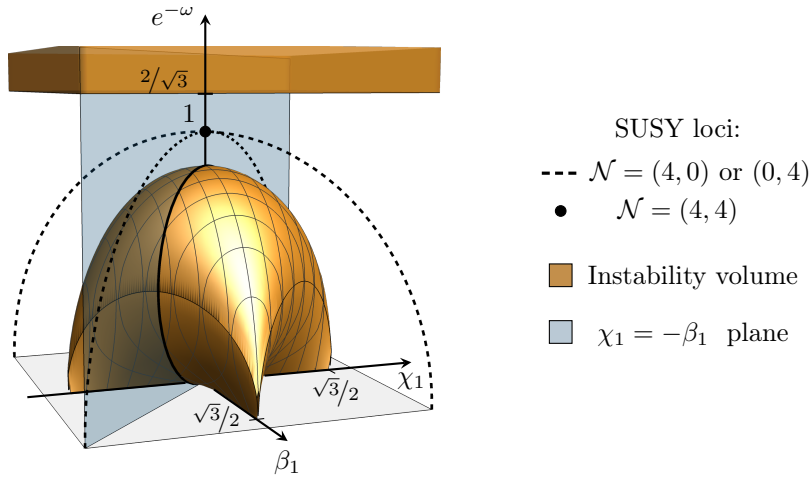 e^{-ω}
2/√3
1
√3/2
χ₁
√3/2
β₁
SUSY loci:
𝒩 = (4, 0) or (0, 4)
𝒩 = (4, 4)
Instability volume
χ₁ = −β₁ plane